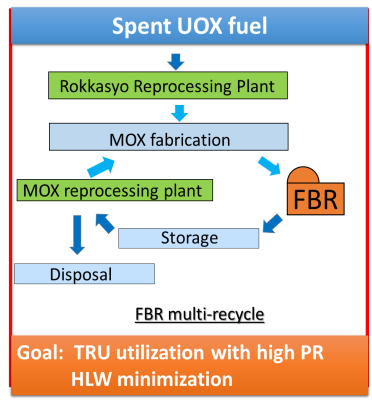 Spent UOX fuel
Rokkasyo Reprocessing Plant
MOX fabrication
MOX reprocessing plant
FBR
Storage
Disposal
FBR multi-recycle
Goal: TRU utilization with high PR
HLW minimization